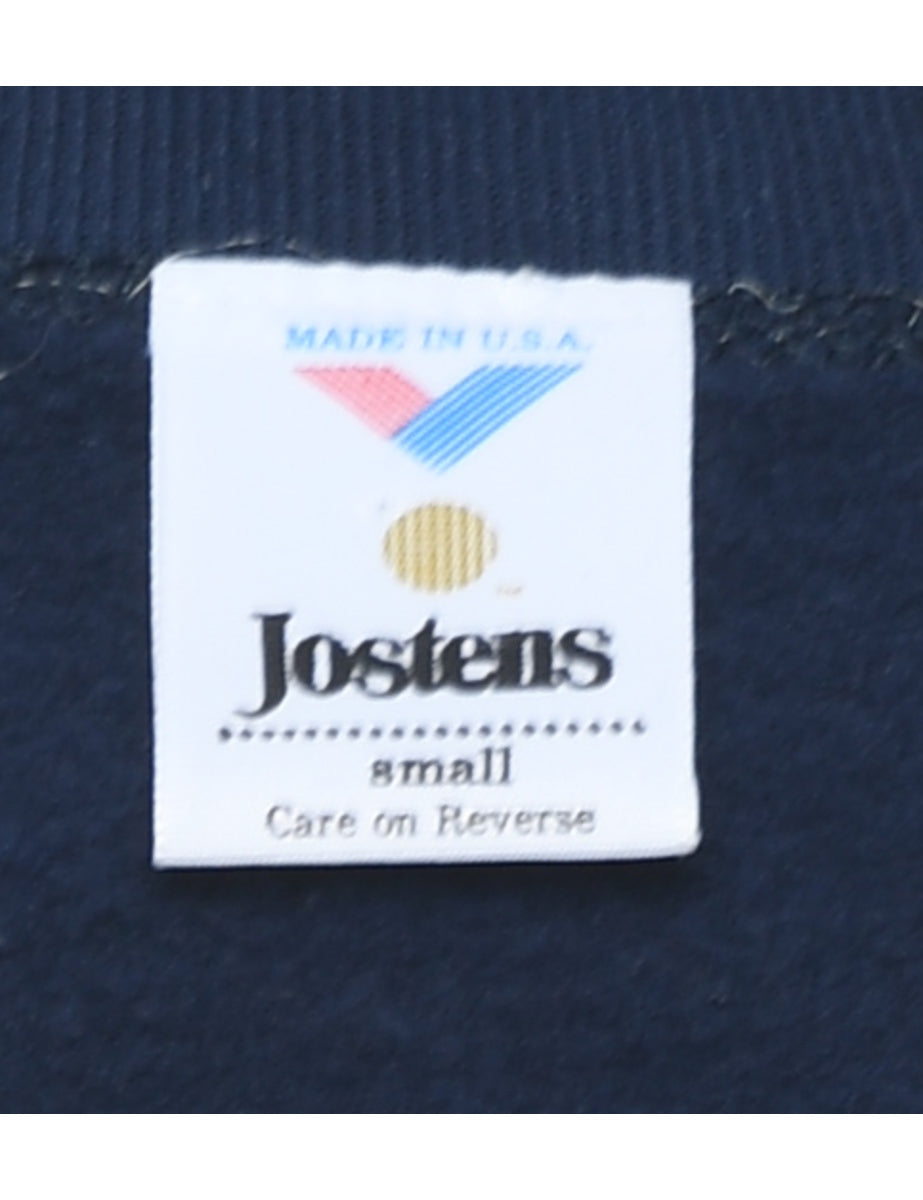 MADE IN U.S.A.
Jostens
small
Care on Reverse